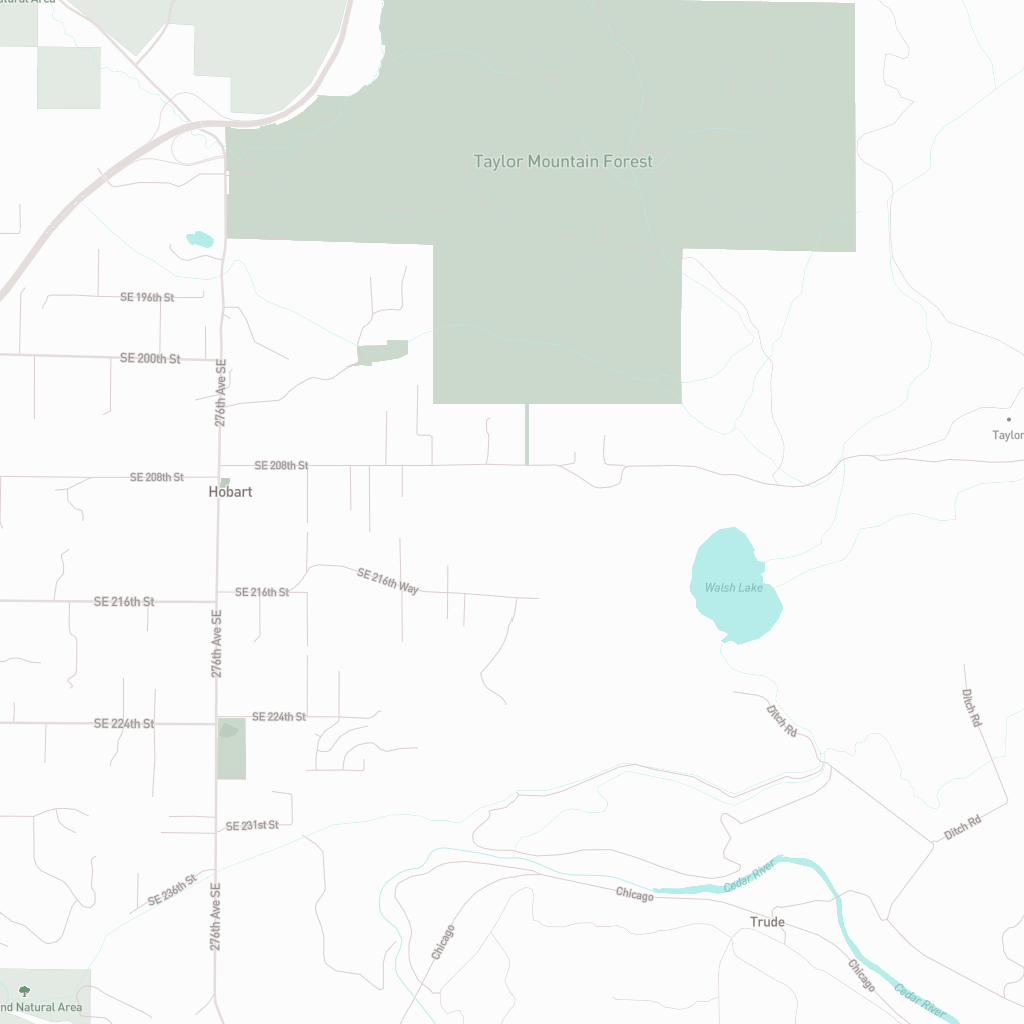 atural Area
Taylor Mountain Forest
SE 196th St
SE 200th St
276th Ave SE
Taylor
SE 208th St
SE 208th St
Hobart
SE 216th Way
Walsh Lake
SE 216th St
SE 216th St
276th Ave SE
Ditch Rd
SE 224th St
SE 224th St
Ditch Rd
SE 231st St
Ditch Rd
SE 236th St
Cedar River
Chicago
276th Ave SE
Trude
Chicago
Chicago
nd Natural Area
Cedar River